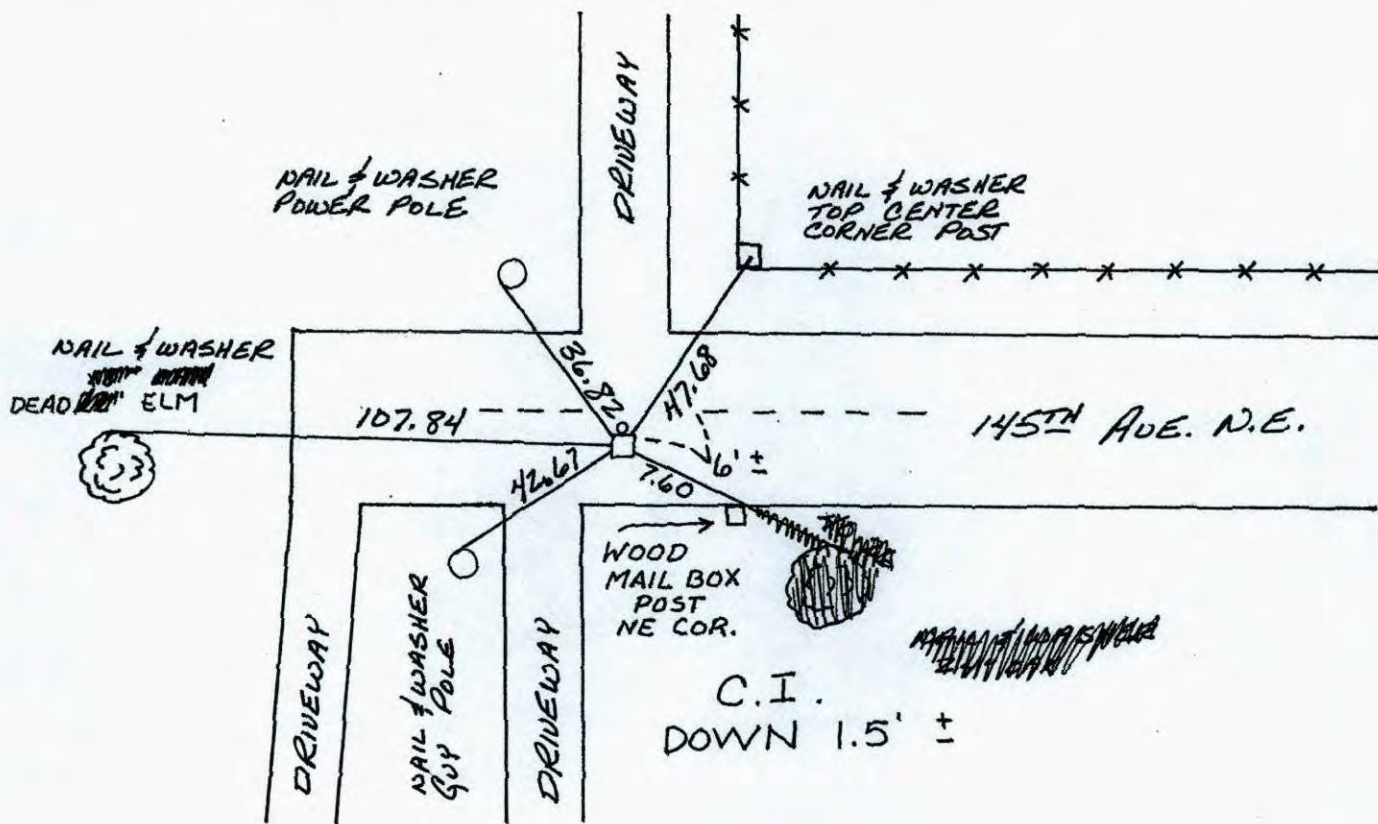 DRIVEWAY
NAIL & WASHER
POWER POLE
NAIL & WASHER
TOP CENTER
CORNER POST
NAIL & WASHER
DEAD ELM
36.82
47.68
107.84
145TH AVE. N.E.
42.67
7.60
6' ±
WOOD
MAIL BOX
POST
NE COR.
DRIVEWAY
NAIL & WASHER
GUY POLE
DRIVEWAY
C.I.
DOWN 1.5' ±